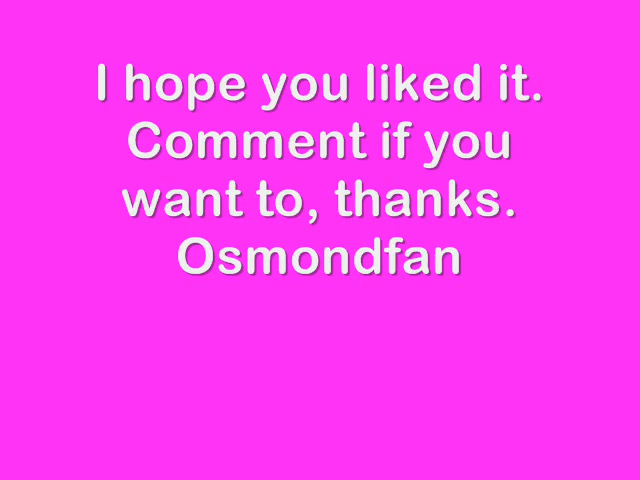 I hope you liked it.
Comment if you
want to, thanks.
Osmondfan